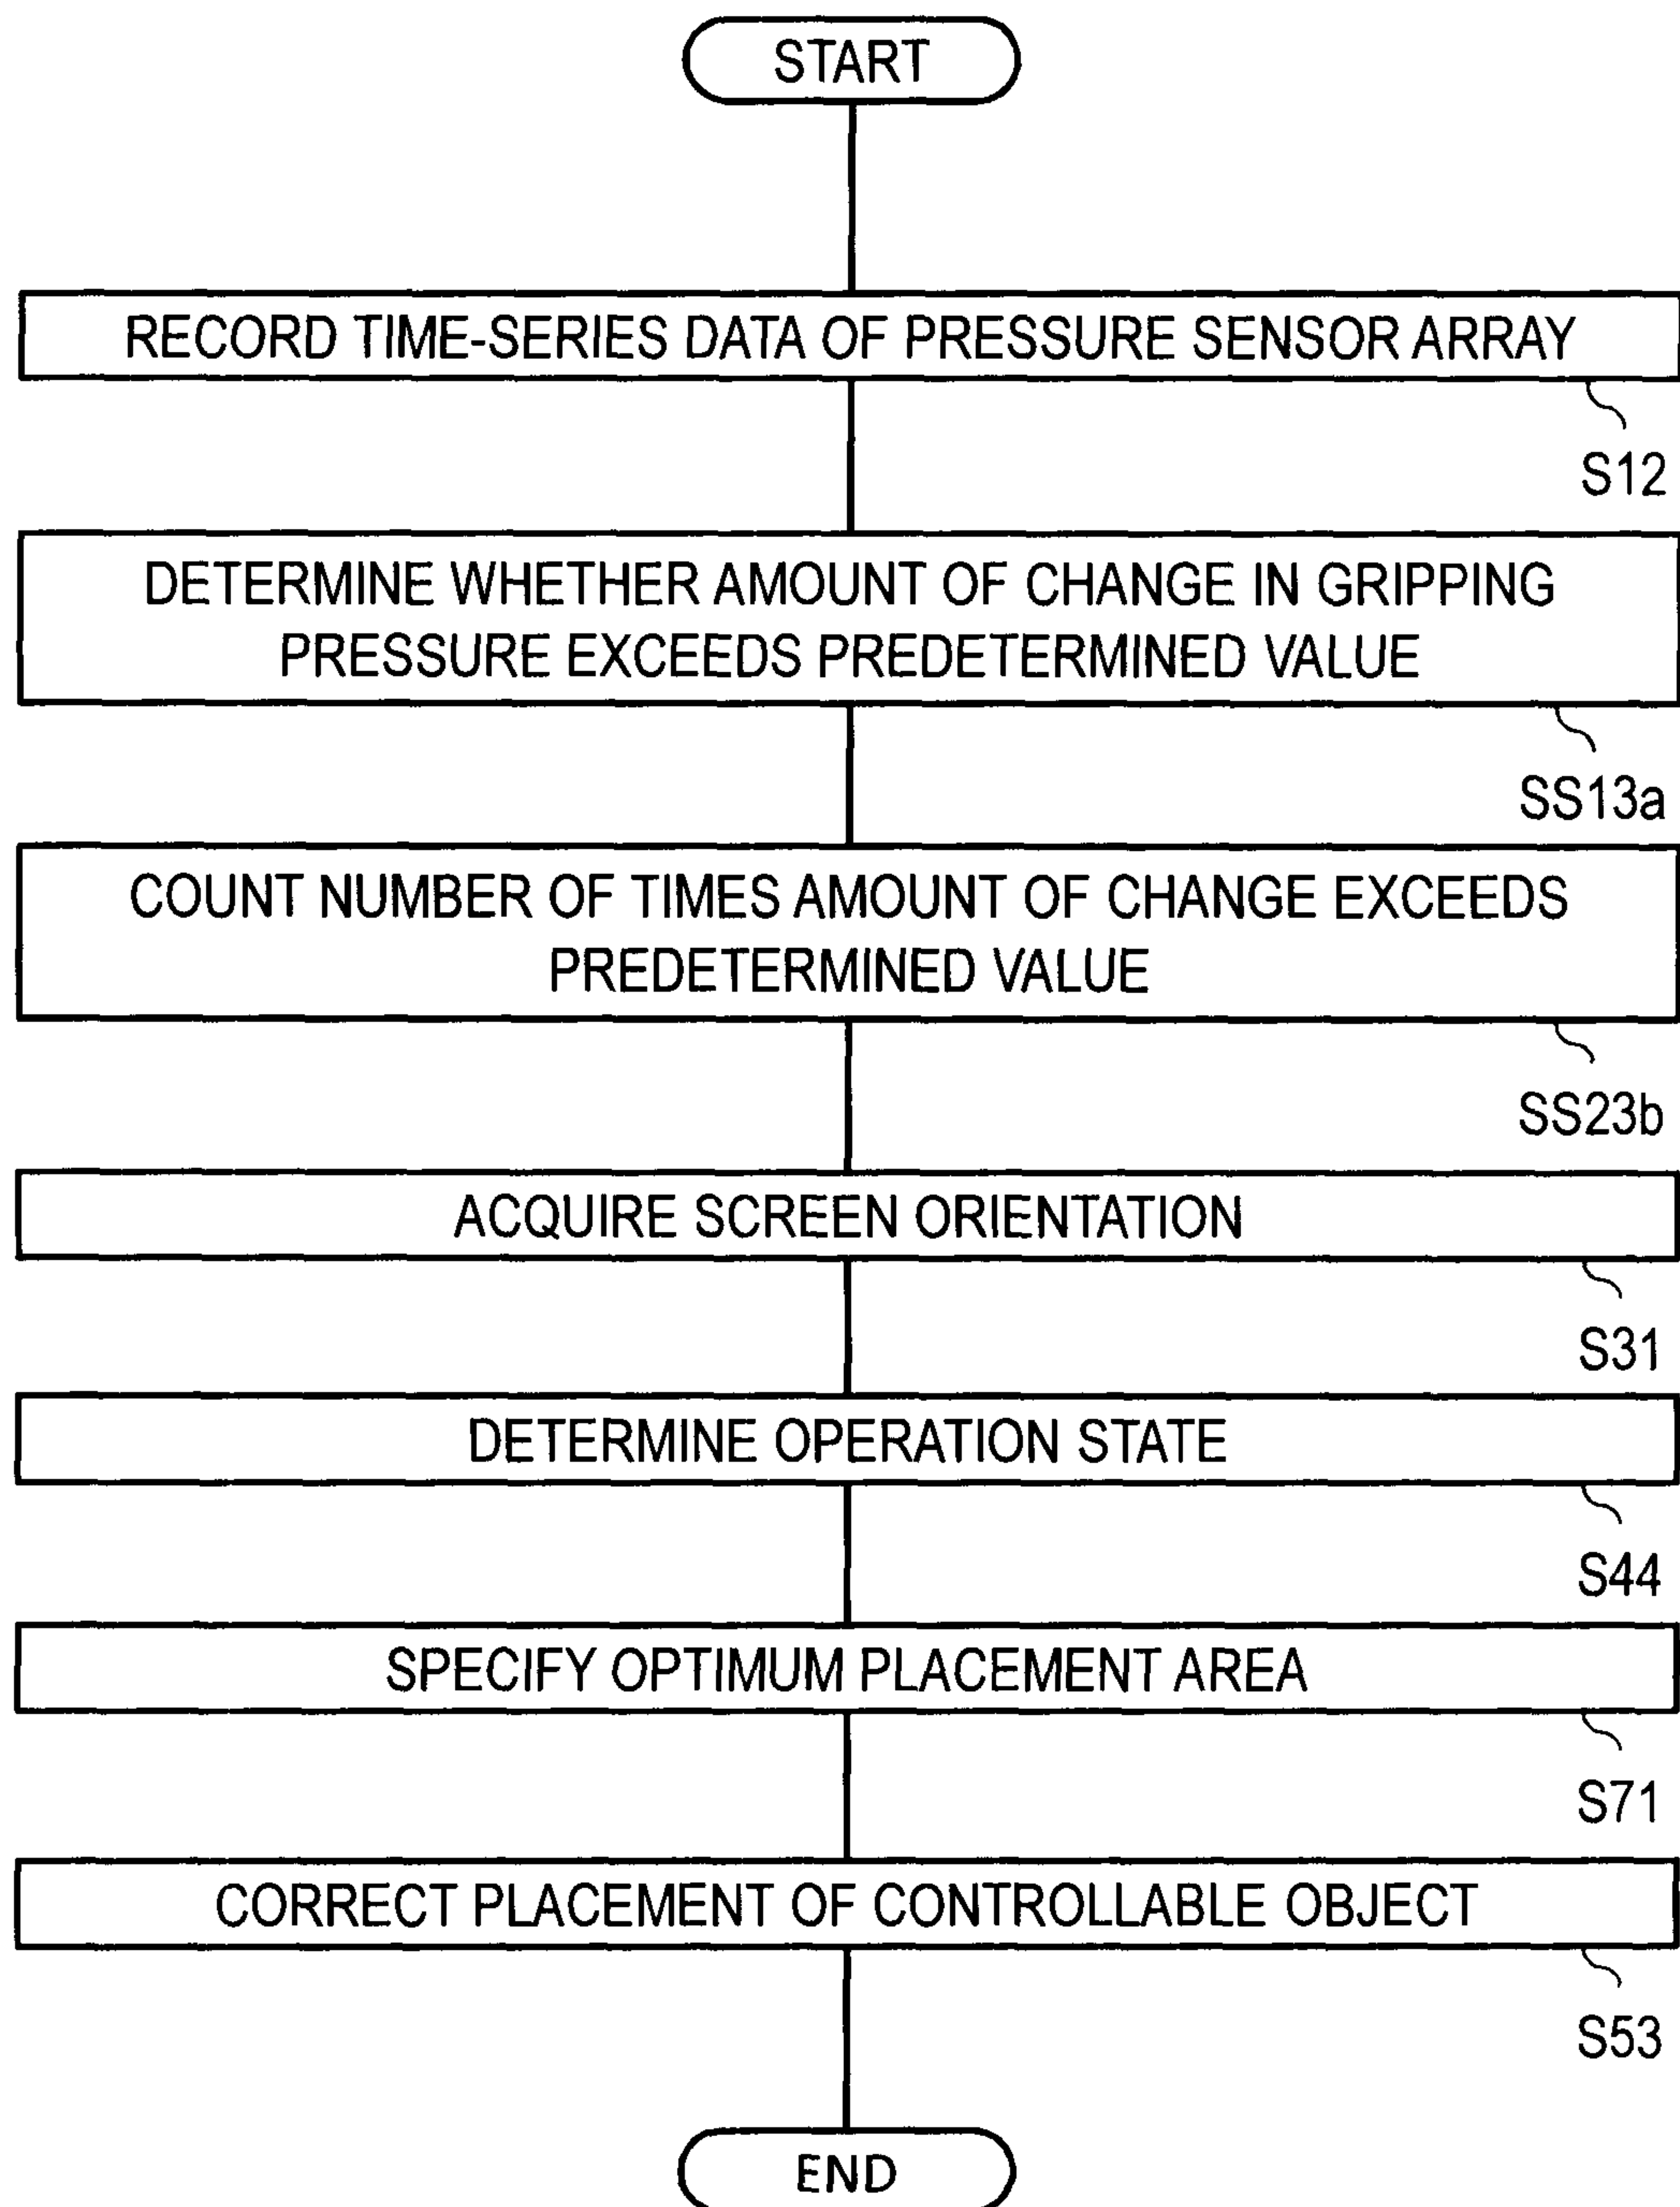 START
RECORD TIME-SERIES DATA OF PRESSURE SENSOR ARRAY
S12
DETERMINE WHETHER AMOUNT OF CHANGE IN GRIPPING
PRESSURE EXCEEDS PREDETERMINED VALUE
SS13a
COUNT NUMBER OF TIMES AMOUNT OF CHANGE EXCEEDS
PREDETERMINED VALUE
SS23b
ACQUIRE SCREEN ORIENTATION
S31
DETERMINE OPERATION STATE
S44
SPECIFY OPTIMUM PLACEMENT AREA
S71
CORRECT PLACEMENT OF CONTROLLABLE OBJECT
S53
END